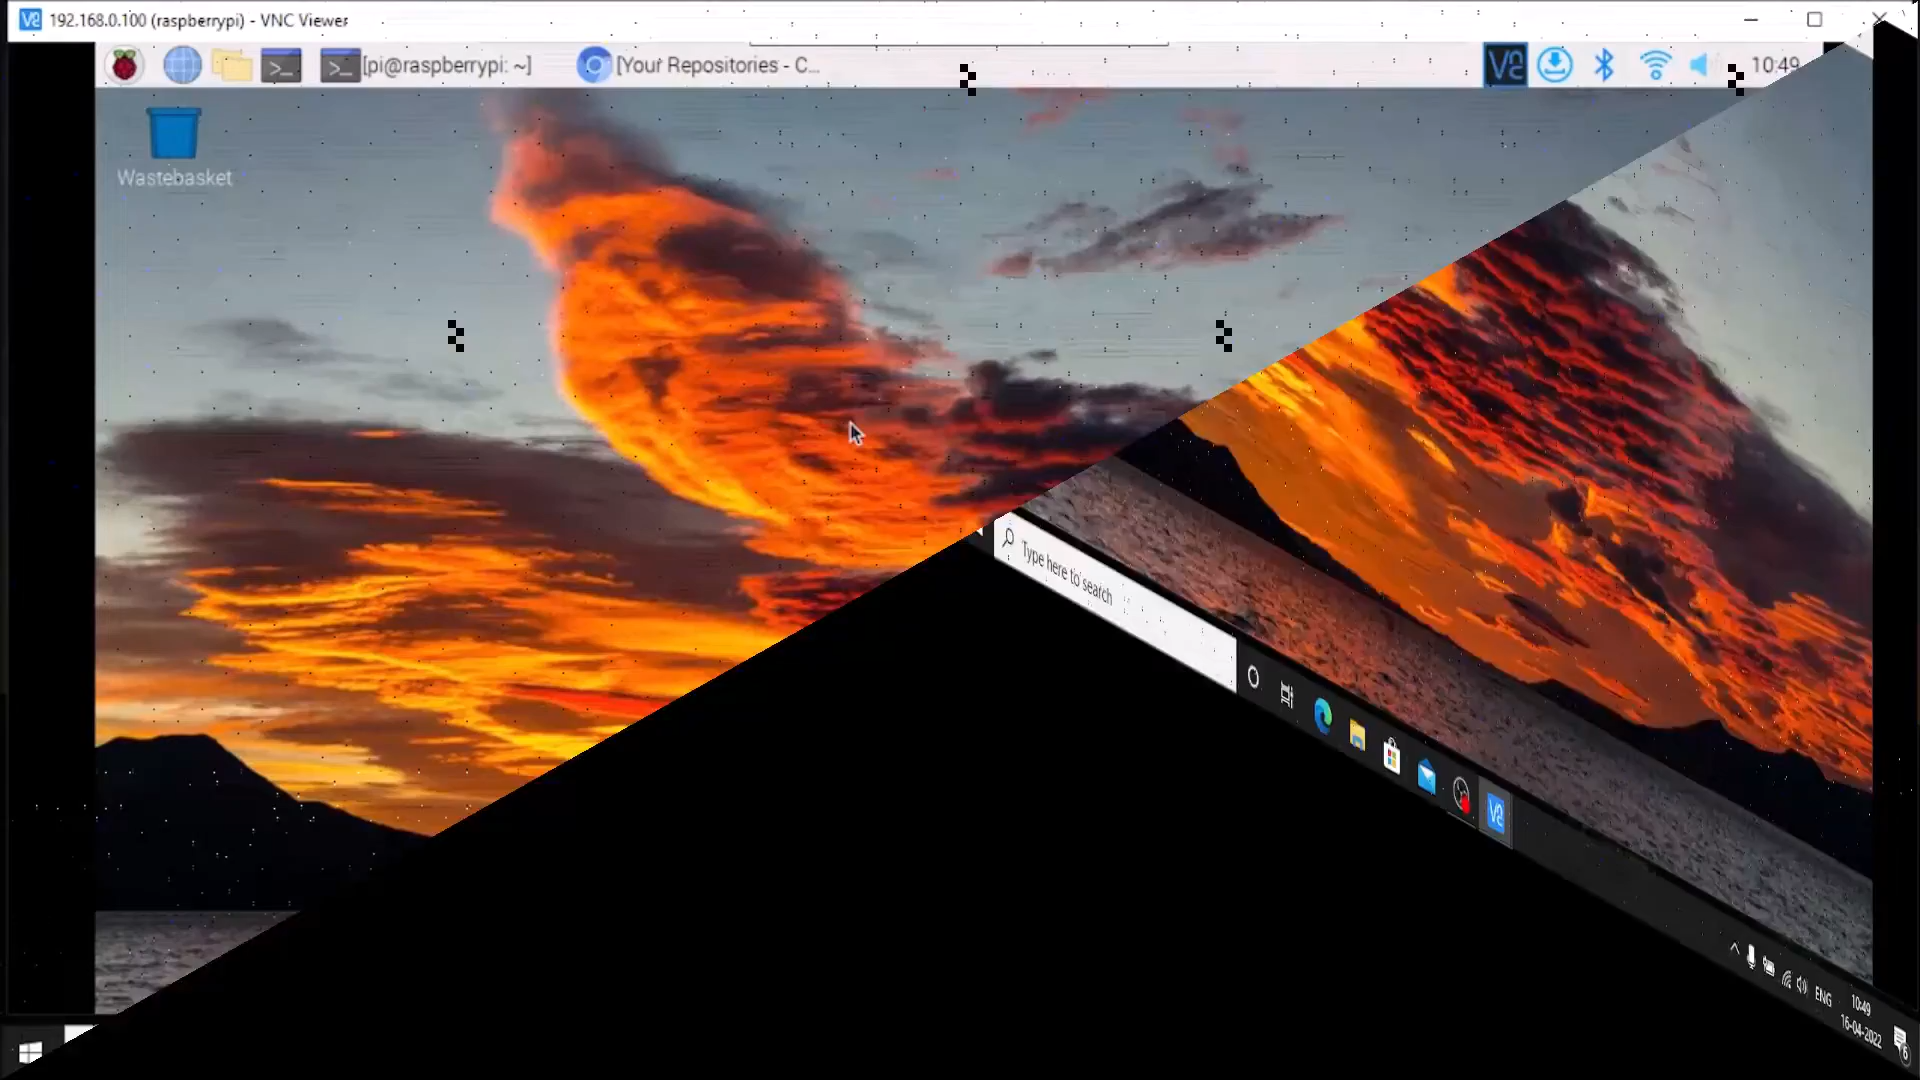 192.168.0.100 (raspberrypi) - VNC Viewer
[pi@raspberrypi: ~]
[Your Repositories - C...
10:49
Wastebasket
Type here to search
ENG
10:49
16-04-2022
6